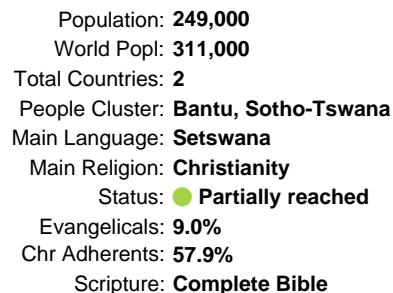 Population: 249,000
World Popl: 311,000
Total Countries: 2
People Cluster: Bantu, Sotho-Tswana
Main Language: Setswana
Main Religion: Christianity
Status: Partially reached
Evangelicals: 9.0%
Chr Adherents: 57.9%
Scripture: Complete Bible